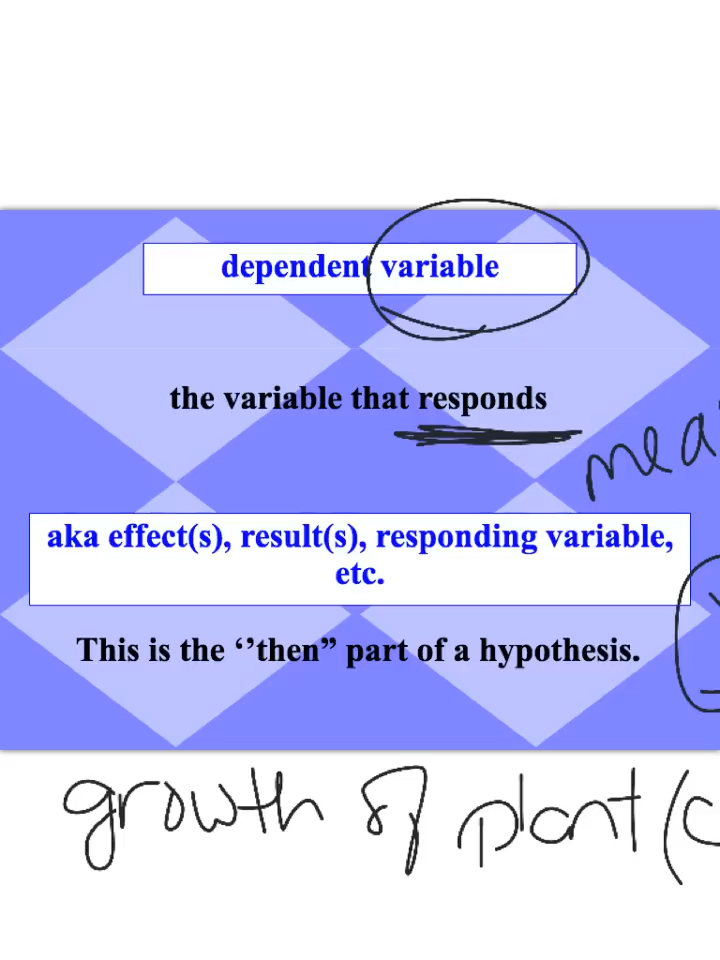 dependent variable
the variable that responds
aka effect(s), result(s), responding variable,
etc.
This is the ‘’then” part of a hypothesis.
growth of plant (